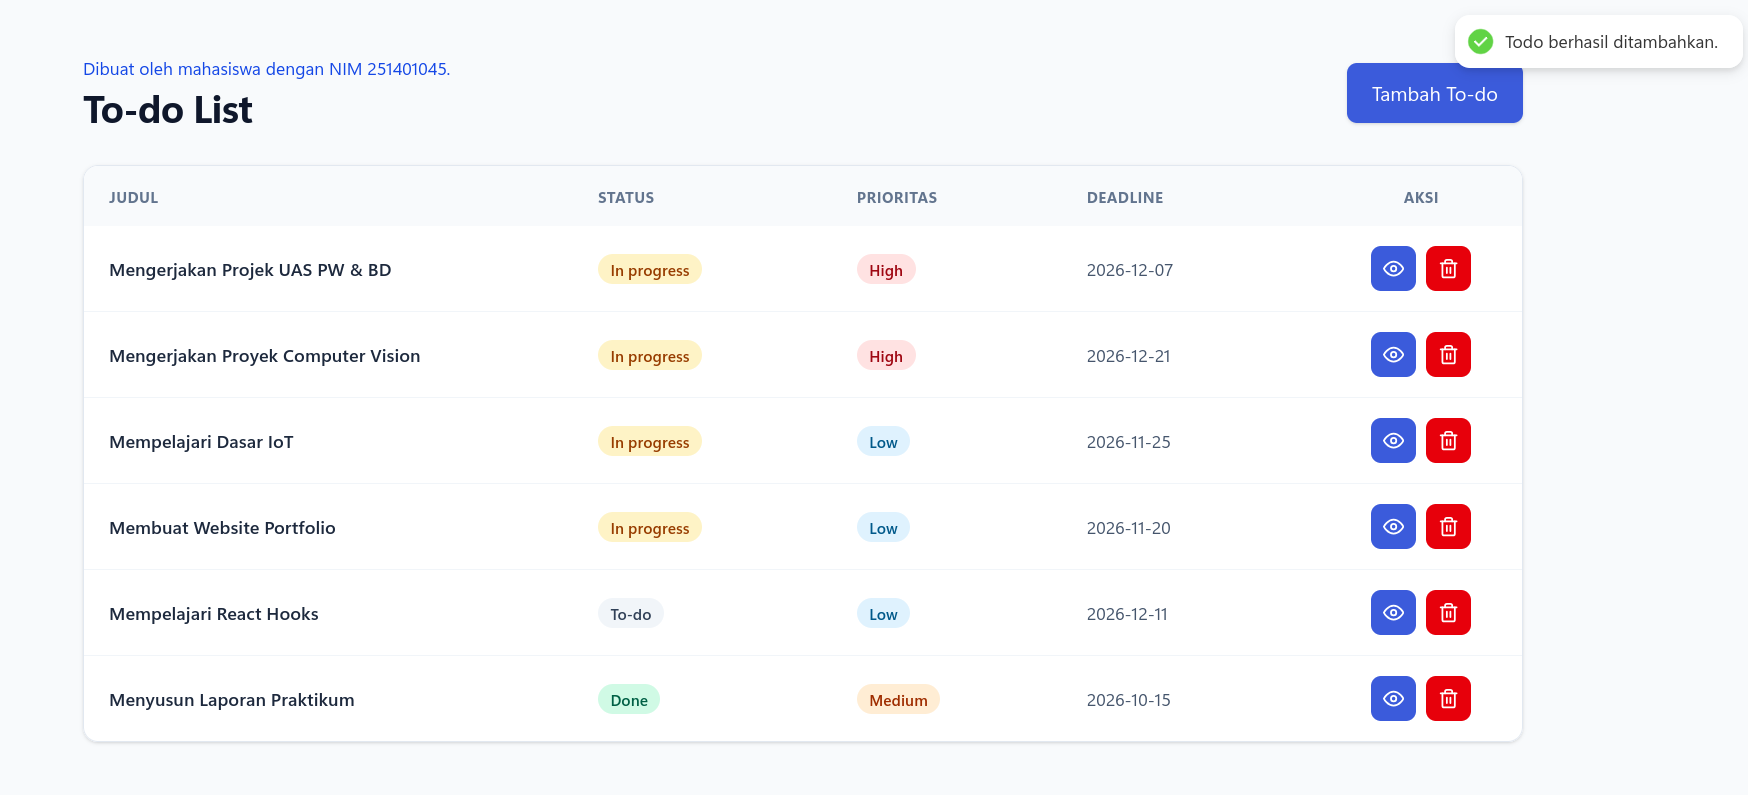 Todo berhasil ditambahkan.
Dibuat oleh mahasiswa dengan NIM 251401045.
To-do List
Tambah To-do
JUDUL STATUS PRIORITAS DEADLINE AKSI
Mengerjakan Projek UAS PW & BD In progress High 2026-12-07
Mengerjakan Proyek Computer Vision In progress High 2026-12-21
Mempelajari Dasar IoT In progress Low 2026-11-25
Membuat Website Portfolio In progress Low 2026-11-20
Mempelajari React Hooks To-do Low 2026-12-11
Menyusun Laporan Praktikum Done Medium 2026-10-15